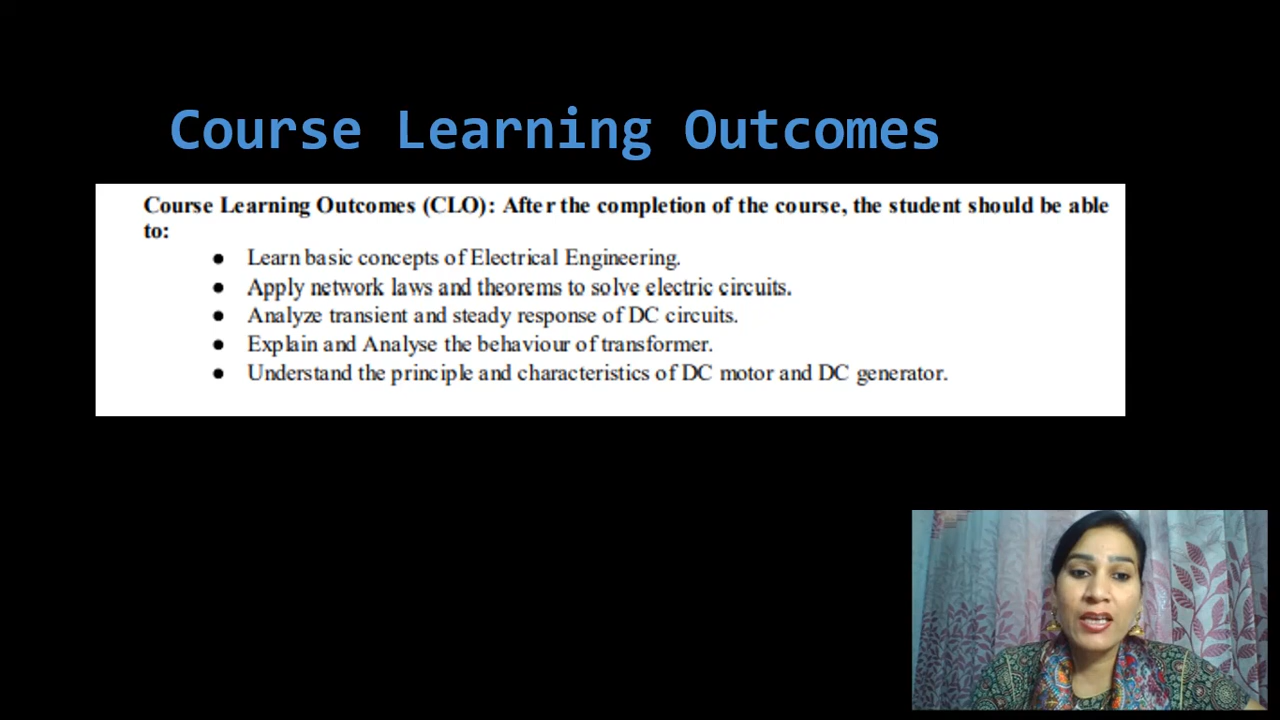 Course Learning Outcomes
Course Learning Outcomes (CLO): After the completion of the course, the student should be able
to:
● Learn basic concepts of Electrical Engineering.
● Apply network laws and theorems to solve electric circuits.
● Analyze transient and steady response of DC circuits.
● Explain and Analyse the behaviour of transformer.
● Understand the principle and characteristics of DC motor and DC generator.